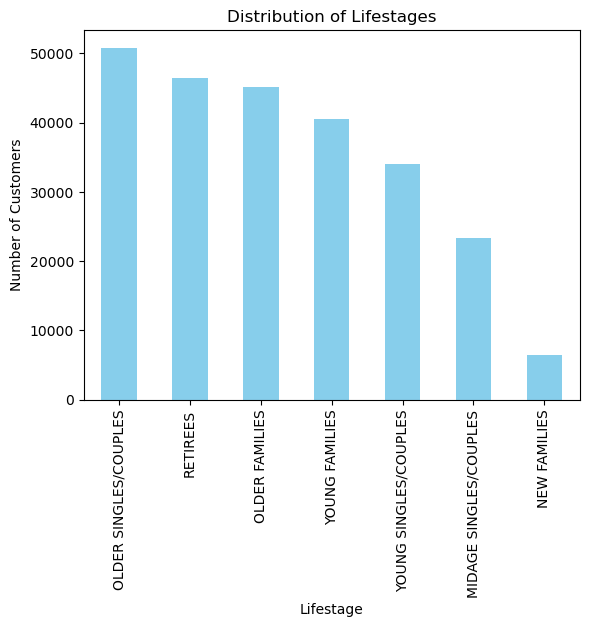 Distribution of Lifestages
Number of Customers
50000
40000
30000
20000
10000
0
OLDER SINGLES/COUPLES
RETIREES
OLDER FAMILIES
YOUNG FAMILIES
YOUNG SINGLES/COUPLES
MIDAGE SINGLES/COUPLES
NEW FAMILIES
Lifestage